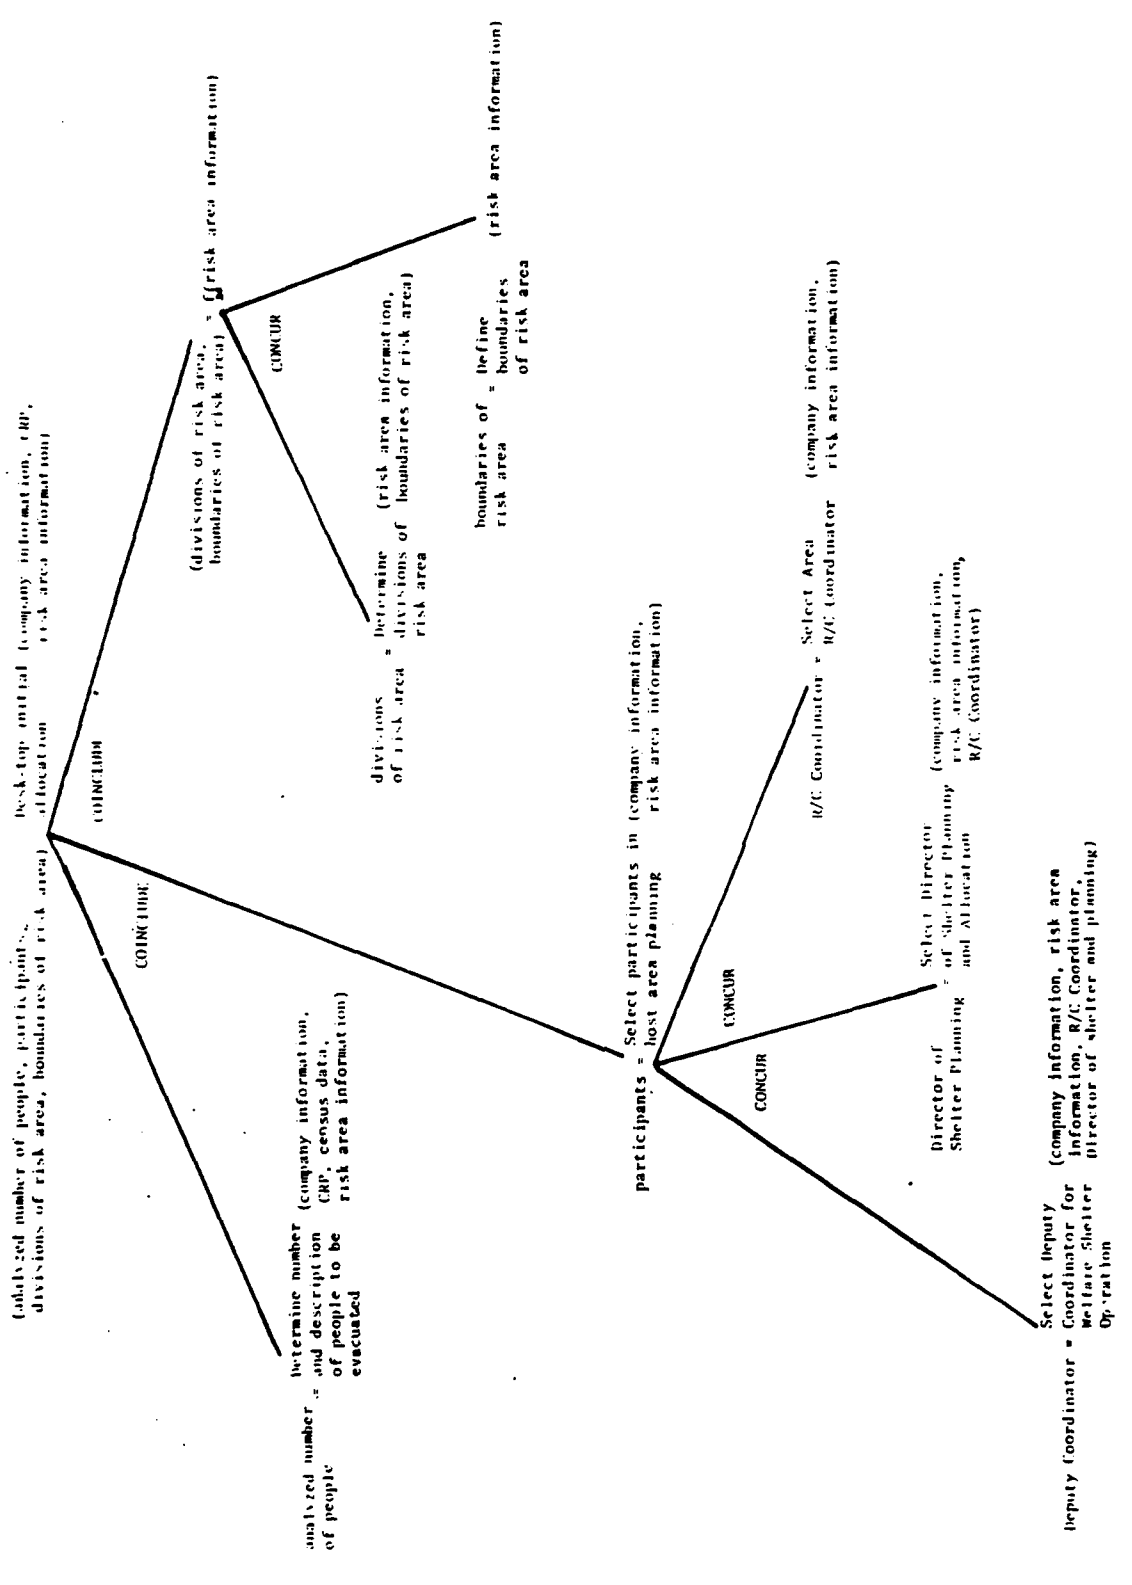 (analyzed number of people, participants,
divisions of risk area, boundaries of risk area)
Desk-top initial (company information, CRP,
allocation risk area information)
COINCLUDE
COINCLUDE
analyzed number =
of people
Determine number
and description
of people to be
evacuated
(company information,
CRP, census data,
risk area information)
participants =
Select participants in (company information,
host area planning risk area information)
(divisions of risk area,
boundaries of risk area)
= f(risk area information)
CONCUR
divisions
of risk area =
Determine
divisions of
risk area
(risk area information,
boundaries of risk area)
boundaries of =
risk area
Define
boundaries
of risk area
(risk area information)
CONCUR
CONCUR
Deputy Coordinator =
Select Deputy
Coordinator for
Welfare Shelter
Operation
(company information, risk area
information, R/C Coordinator,
Director of shelter and planning)
Director of
Shelter Planning =
Select Director
of Shelter Planning
and Allocation
(company information,
risk area information,
R/C Coordinator)
R/C Coordinator =
Select Area
R/C Coordinator
(company information,
risk area information)